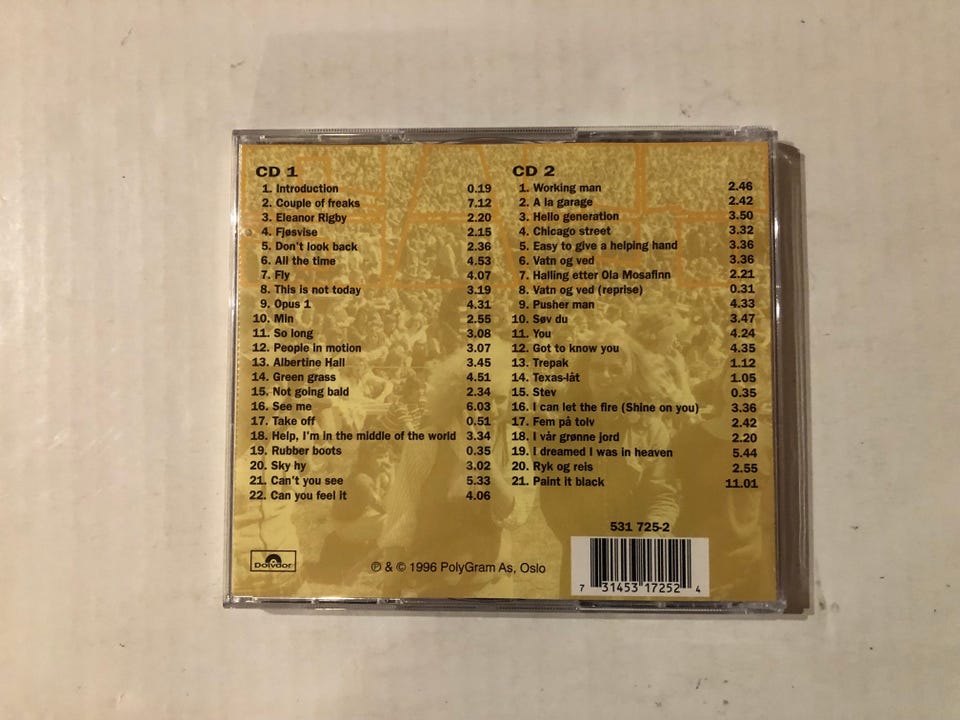 CD 1
1. Introduction 0.19
2. Couple of freaks 7.12
3. Eleanor Rigby 2.20
4. Fjøsvise 2.15
5. Don't look back 2.36
6. All the time 4.53
7. Fly 4.07
8. This is not today 3.19
9. Opus 1 4.31
10. Min 2.55
11. So long 3.08
12. People in motion 3.07
13. Albertine Hall 3.45
14. Green grass 4.51
15. Not going bald 2.34
16. See me 6.03
17. Take off 0.51
18. Help, I'm in the middle of the world 3.34
19. Rubber boots 0.35
20. Sky hy 3.02
21. Can't you see 5.33
22. Can you feel it 4.06
CD 2
1. Working man 2.46
2. A la garage 2.42
3. Hello generation 3.50
4. Chicago street 3.32
5. Easy to give a helping hand 3.36
6. Vatn og ved 3.36
7. Halling etter Ola Mosafinn 2.21
8. Vatn og ved (reprise) 0.31
9. Pusher man 4.33
10. Søv du 3.47
11. You 4.24
12. Got to know you 4.35
13. Trepak 1.12
14. Texas-låt 1.05
15. Stev 0.35
16. I can let the fire (Shine on you) 3.36
17. Fem på tolv 2.42
18. I vår grønne jord 2.20
19. I dreamed I was in heaven 5.44
20. Ryk og reis 2.55
21. Paint it black 11.01
531 725-2
Polydor
℗ & © 1996 PolyGram As, Oslo
7 31453 17252 4